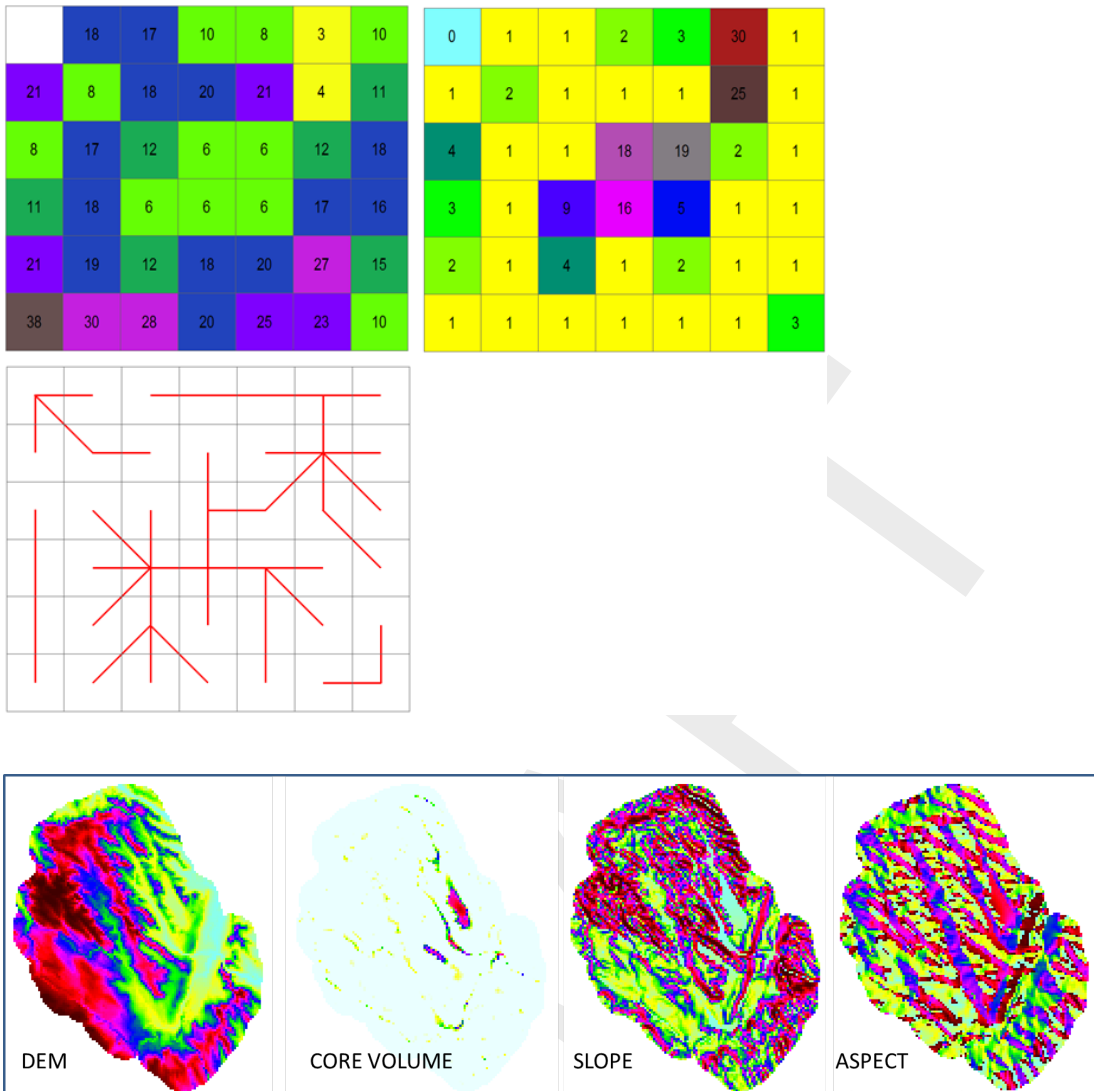 18 17 10 8 3 10
21 8 18 20 21 4 11
8 17 12 6 6 12 18
11 18 6 6 6 17 16
21 19 12 18 20 27 15
38 30 28 20 25 23 10
0 1 1 2 3 30 1
1 2 1 1 1 25 1
4 1 1 18 19 2 1
3 1 9 16 5 1 1
2 1 4 1 2 1 1
1 1 1 1 1 1 3
DEM CORE VOLUME SLOPE ASPECT